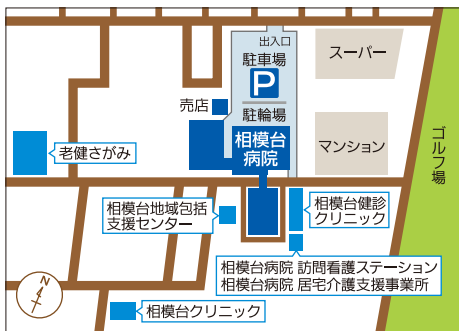 出入口
駐車場
P
駐輪場
スーパー
売店
相模台
病院
マンション
ゴルフ場
老健さがみ
相模台地域包括
支援センター
相模台健診
クリニック
相模台病院 訪問看護ステーション
相模台病院 居宅介護支援事業所
相模台クリニック
N